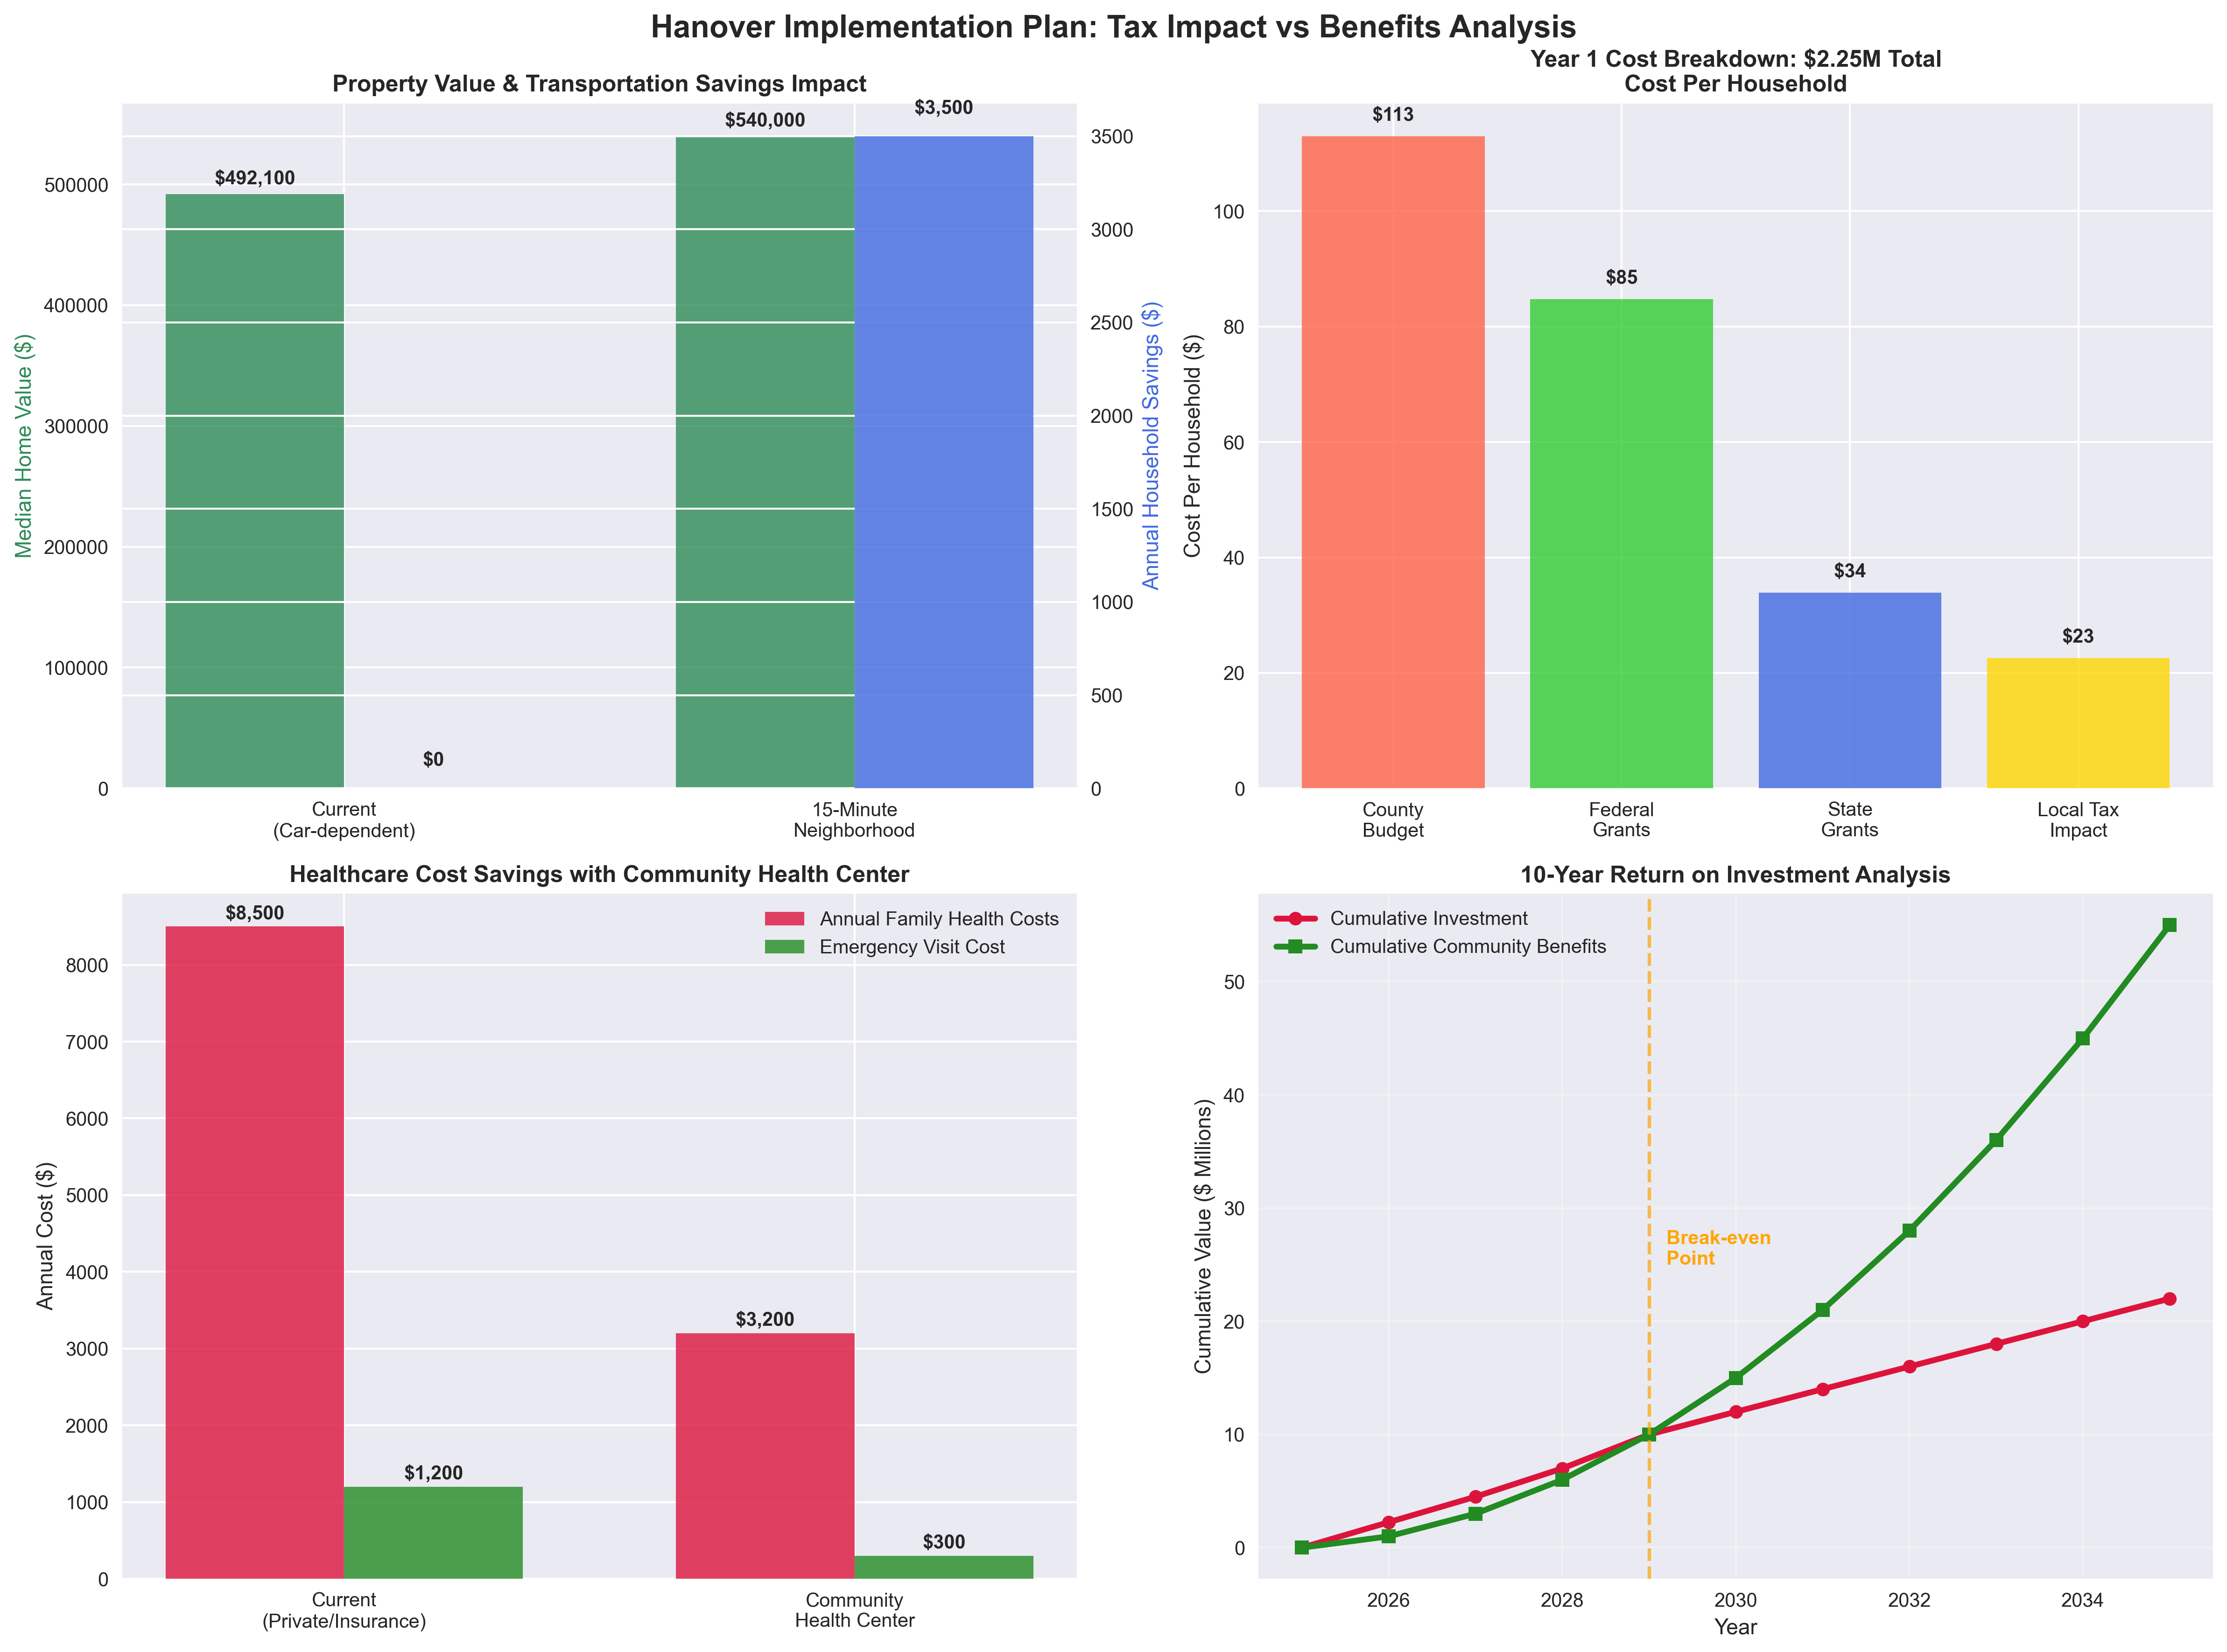 Hanover Implementation Plan: Tax Impact vs Benefits Analysis
Property Value & Transportation Savings Impact
Median Home Value ($)
500000
400000
300000
200000
100000
0
$492,100
$0
$540,000
$3,500
3500
3000
2500
2000
1500
1000
500
0
Annual Household Savings ($)
Current
(Car-dependent)
15-Minute
Neighborhood
Year 1 Cost Breakdown: $2.25M Total
Cost Per Household
Cost Per Household ($)
100
80
60
40
20
0
$113
$85
$34
$23
County
Budget
Federal
Grants
State
Grants
Local Tax
Impact
Healthcare Cost Savings with Community Health Center
Annual Family Health Costs
Emergency Visit Cost
Annual Cost ($)
8000
7000
6000
5000
4000
3000
2000
1000
0
$8,500
$1,200
$3,200
$300
Current
(Private/Insurance)
Community
Health Center
10-Year Return on Investment Analysis
Cumulative Investment
Cumulative Community Benefits
Cumulative Value ($ Millions)
50
40
30
20
10
0
Break-even
Point
2026
2028
2030
2032
2034
Year